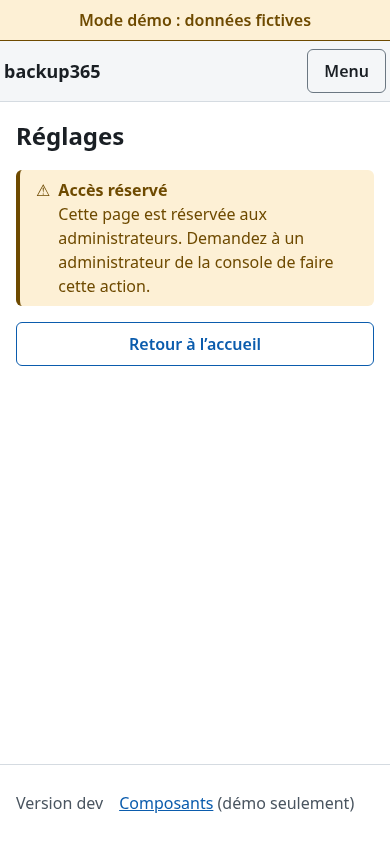 Mode démo : données fictives
backup365
Menu
Réglages
⚠ Accès réservé
Cette page est réservée aux
administrateurs. Demandez à un
administrateur de la console de faire
cette action.
Retour à l’accueil
Version dev Composants (démo seulement)